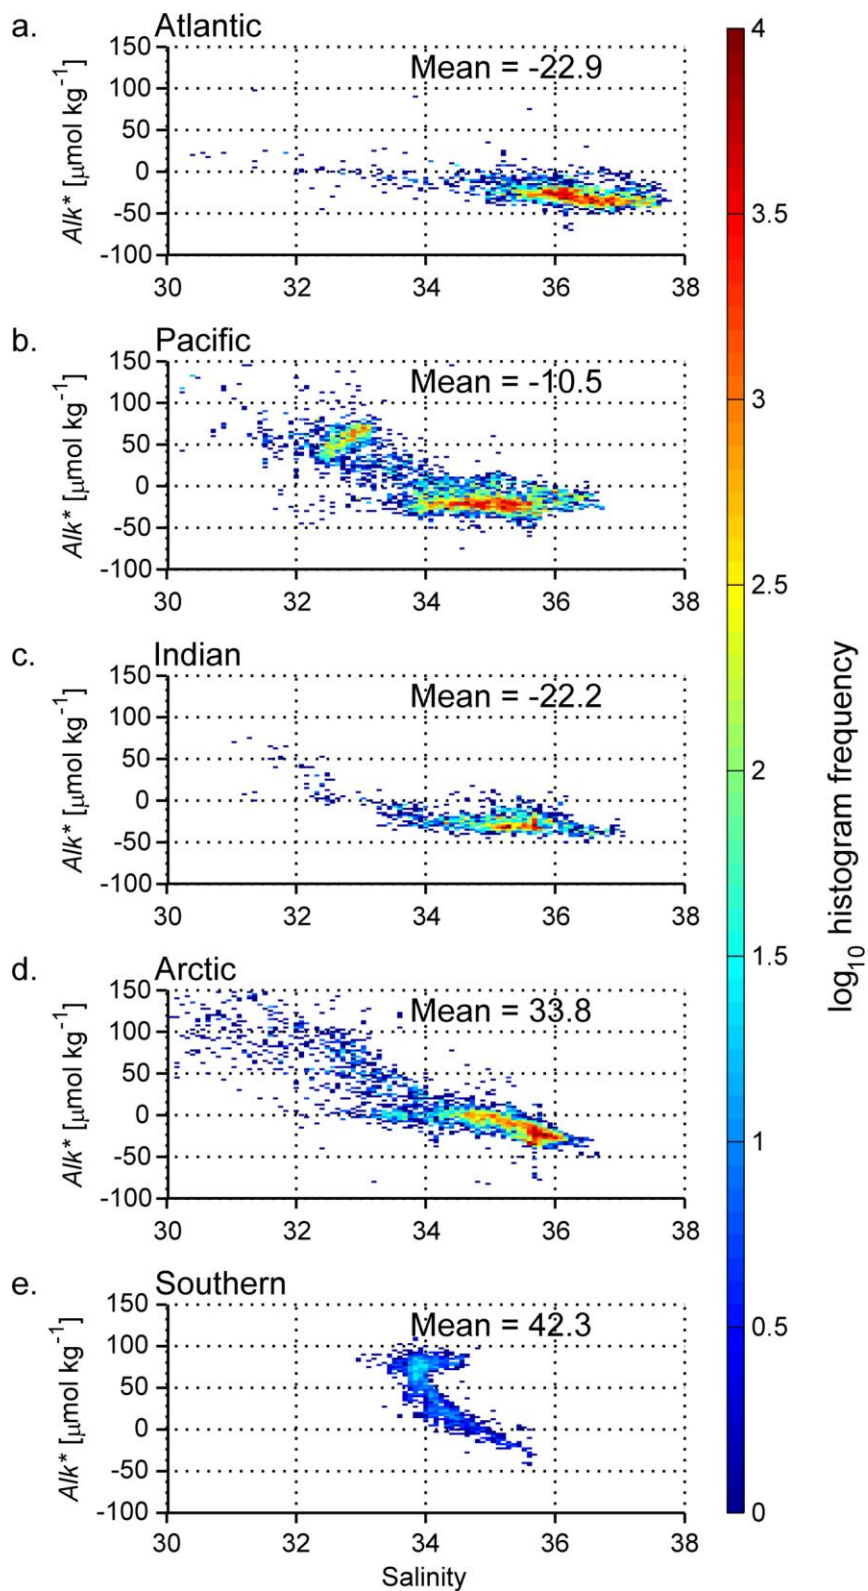 a. Atlantic
Mean = -22.9
150
100
50
0
-50
-100
Alk* [μmol kg⁻¹]
30 32 34 36 38
b. Pacific
Mean = -10.5
150
100
50
0
-50
-100
Alk* [μmol kg⁻¹]
30 32 34 36 38
c. Indian
Mean = -22.2
150
100
50
0
-50
-100
Alk* [μmol kg⁻¹]
30 32 34 36 38
d. Arctic
Mean = 33.8
150
100
50
0
-50
-100
Alk* [μmol kg⁻¹]
30 32 34 36 38
e. Southern
Mean = 42.3
150
100
50
0
-50
-100
Alk* [μmol kg⁻¹]
30 32 34 36 38
Salinity
4
3.5
3
2.5
2
1.5
1
0.5
0
log₁₀ histogram frequency